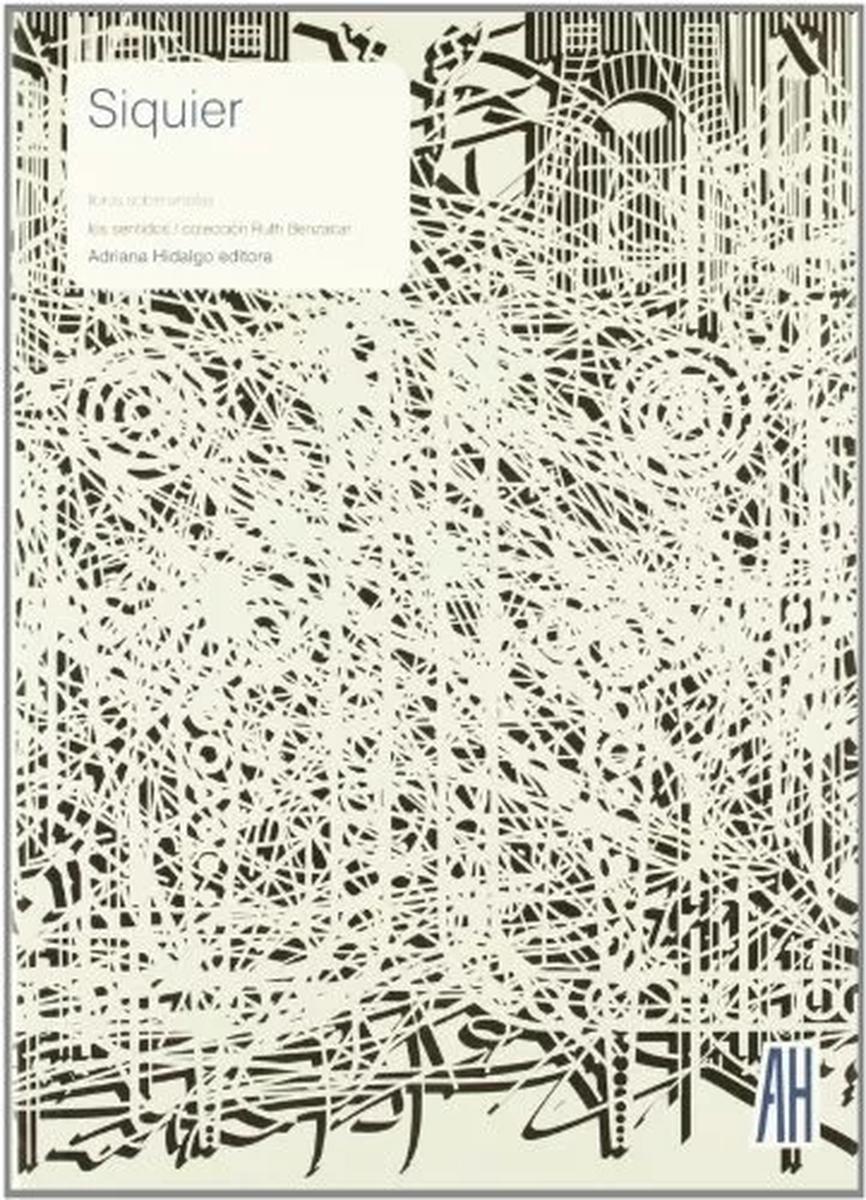 Siquier
libros sobre artistas
los sentidos / colección Ruth Benzacar
Adriana Hidalgo editora
AH